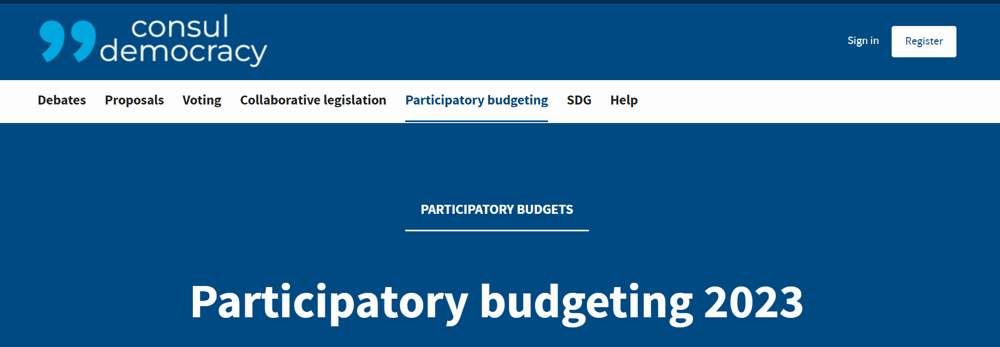 consul
democracy
Sign in
Register
Debates Proposals Voting Collaborative legislation Participatory budgeting SDG Help
PARTICIPATORY BUDGETS
Participatory budgeting 2023